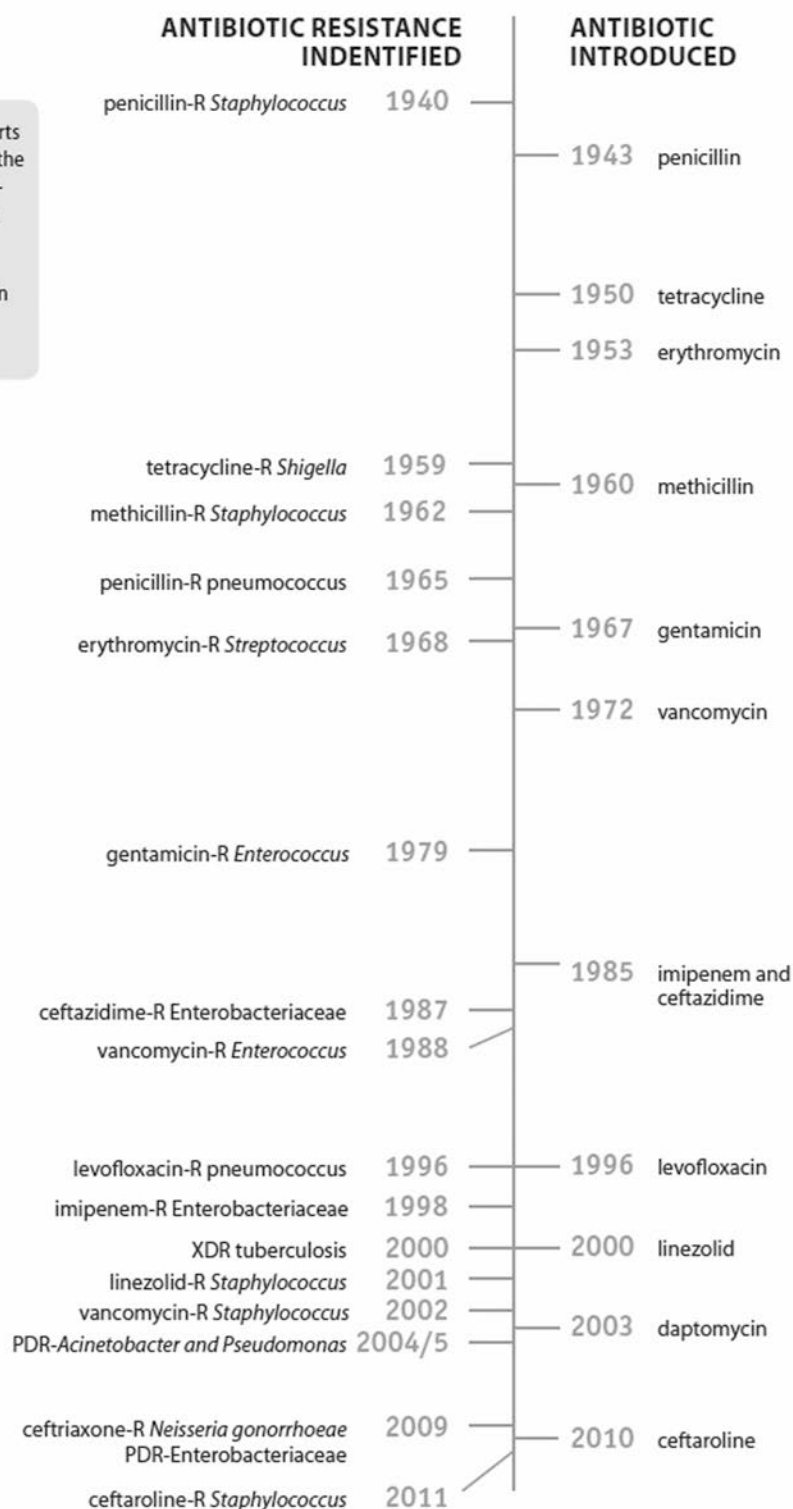 ANTIBIOTIC RESISTANCE
INDENTIFIED
penicillin-R Staphylococcus 1940
tetracycline-R Shigella 1959
methicillin-R Staphylococcus 1962
penicillin-R pneumococcus 1965
erythromycin-R Streptococcus 1968
gentamicin-R Enterococcus 1979
ceftazidime-R Enterobacteriaceae 1987
vancomycin-R Enterococcus 1988
levofloxacin-R pneumococcus 1996
imipenem-R Enterobacteriaceae 1998
XDR tuberculosis 2000
linezolid-R Staphylococcus 2001
vancomycin-R Staphylococcus 2002
PDR-Acinetobacter and Pseudomonas 2004/5
ceftriaxone-R Neisseria gonorrhoeae 2009
PDR-Enterobacteriaceae
ceftaroline-R Staphylococcus 2011
ANTIBIOTIC
INTRODUCED
1943 penicillin
1950 tetracycline
1953 erythromycin
1960 methicillin
1967 gentamicin
1972 vancomycin
1985 imipenem and
ceftazidime
1996 levofloxacin
2000 linezolid
2003 daptomycin
2010 ceftaroline
the